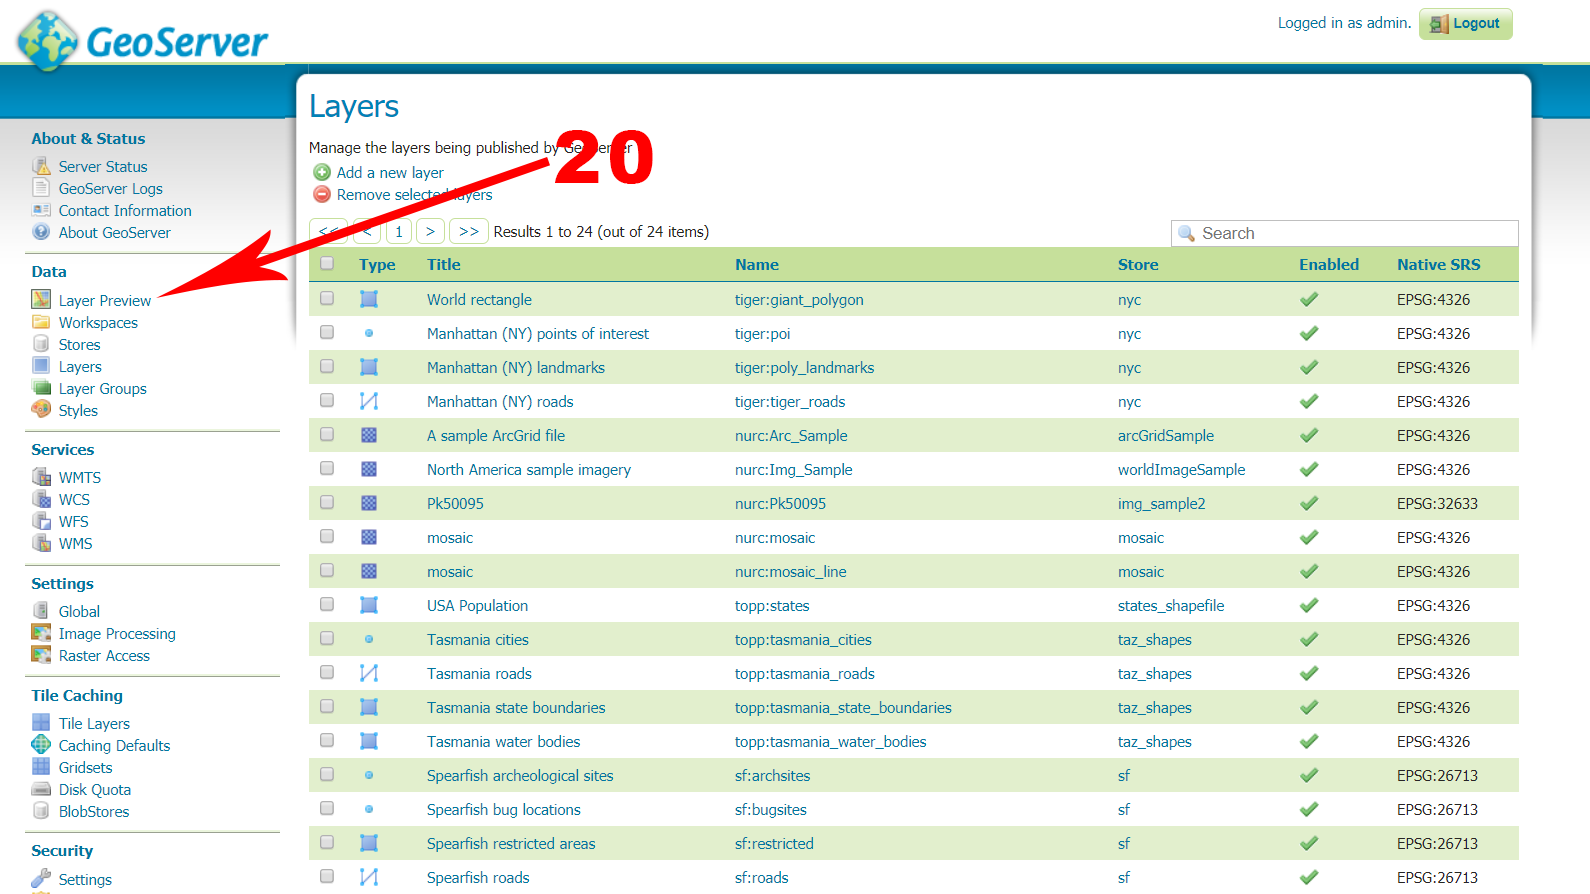 GeoServer
Logged in as admin.
Logout
About & Status
Server Status
GeoServer Logs
Contact Information
About GeoServer
Data
Layer Preview
Workspaces
Stores
Layers
Layer Groups
Styles
Services
WMTS
WCS
WFS
WMS
Settings
Global
Image Processing
Raster Access
Tile Caching
Tile Layers
Caching Defaults
Gridsets
Disk Quota
BlobStores
Security
Settings
Layers
Manage the layers being published by GeoServer
20
Add a new layer
Remove selected layers
<< < 1 > >> Results 1 to 24 (out of 24 items)
Search
Type Title Name Store Enabled Native SRS
World rectangle tiger:giant_polygon nyc EPSG:4326
Manhattan (NY) points of interest tiger:poi nyc EPSG:4326
Manhattan (NY) landmarks tiger:poly_landmarks nyc EPSG:4326
Manhattan (NY) roads tiger:tiger_roads nyc EPSG:4326
A sample ArcGrid file nurc:Arc_Sample arcGridSample EPSG:4326
North America sample imagery nurc:Img_Sample worldImageSample EPSG:4326
Pk50095 nurc:Pk50095 img_sample2 EPSG:32633
mosaic nurc:mosaic mosaic EPSG:4326
mosaic nurc:mosaic_line mosaic EPSG:4326
USA Population topp:states states_shapefile EPSG:4326
Tasmania cities topp:tasmania_cities taz_shapes EPSG:4326
Tasmania roads topp:tasmania_roads taz_shapes EPSG:4326
Tasmania state boundaries topp:tasmania_state_boundaries taz_shapes EPSG:4326
Tasmania water bodies topp:tasmania_water_bodies taz_shapes EPSG:4326
Spearfish archeological sites sf:archsites sf EPSG:26713
Spearfish bug locations sf:bugsites sf EPSG:26713
Spearfish restricted areas sf:restricted sf EPSG:26713
Spearfish roads sf:roads sf EPSG:26713